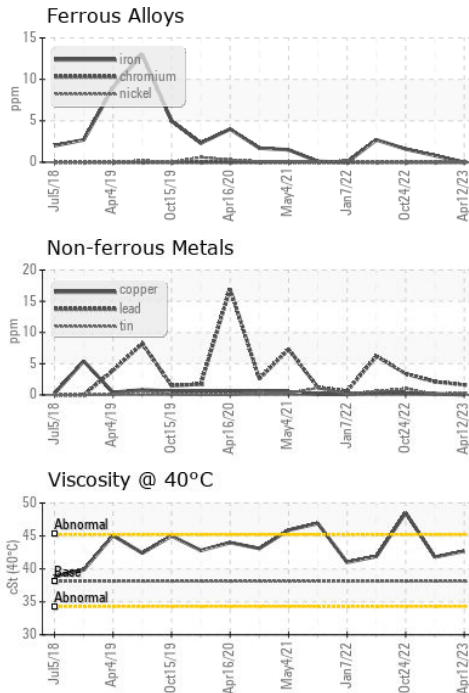 Ferrous Alloys
15
10
5
0
ppm
iron
chromium
nickel
Jul5/18
Apr4/19
Oct15/19
Apr16/20
May4/21
Jan7/22
Oct24/22
Apr12/23
Non-ferrous Metals
20
15
10
5
0
ppm
copper
lead
tin
Jul5/18
Apr4/19
Oct15/19
Apr16/20
May4/21
Jan7/22
Oct24/22
Apr12/23
Viscosity @ 40°C
50
45
40
35
30
cSt (40°C)
Abnormal
Base
Abnormal
Jul5/18
Apr4/19
Oct15/19
Apr16/20
May4/21
Jan7/22
Oct24/22
Apr12/23